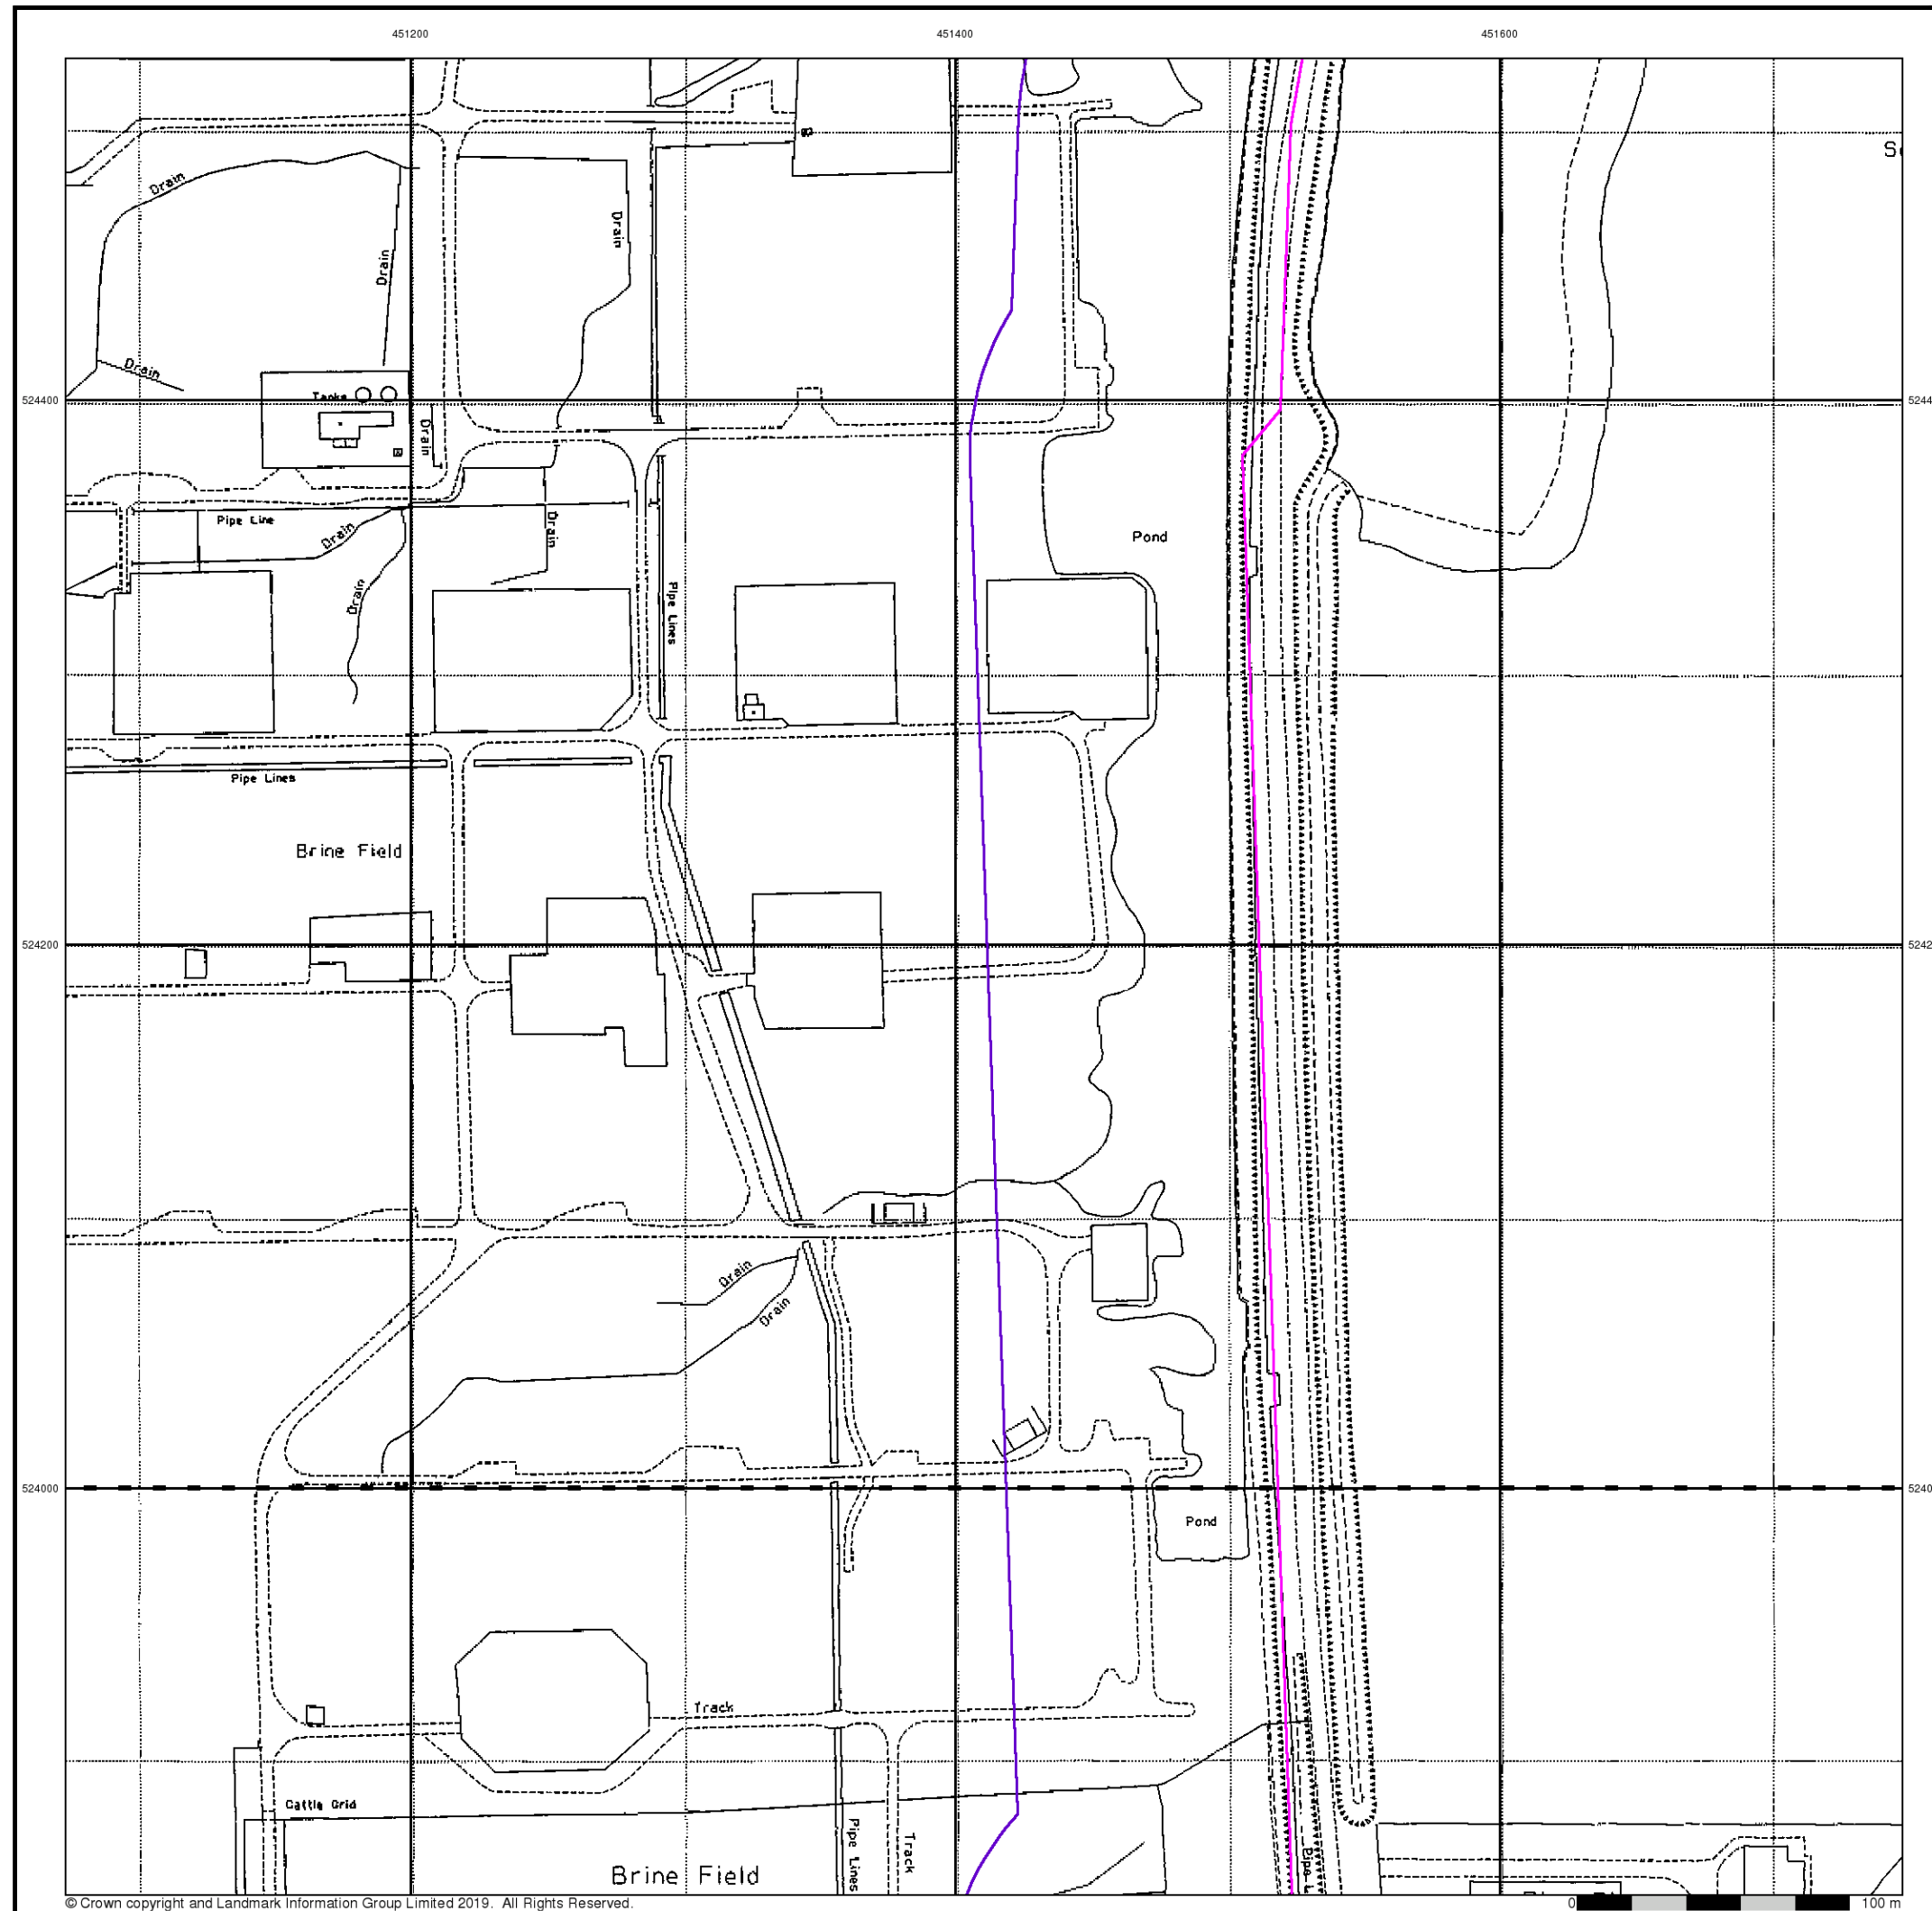 451200 451400 451600
Drain
Drain
Drain
Drain
Tanks
524400
Drain
Pipe Line
Drain
Drain
Pond
Drain
Pipe Lines
Pipe Lines
Brine Field
524200
Drain
Drain
524000
Pond
Track
Cattle Grid
Pipe Lines
Track
Pipe L
Brine Field
© Crown copyright and Landmark Information Group Limited 2019. All Rights Reserved.
0 100 m